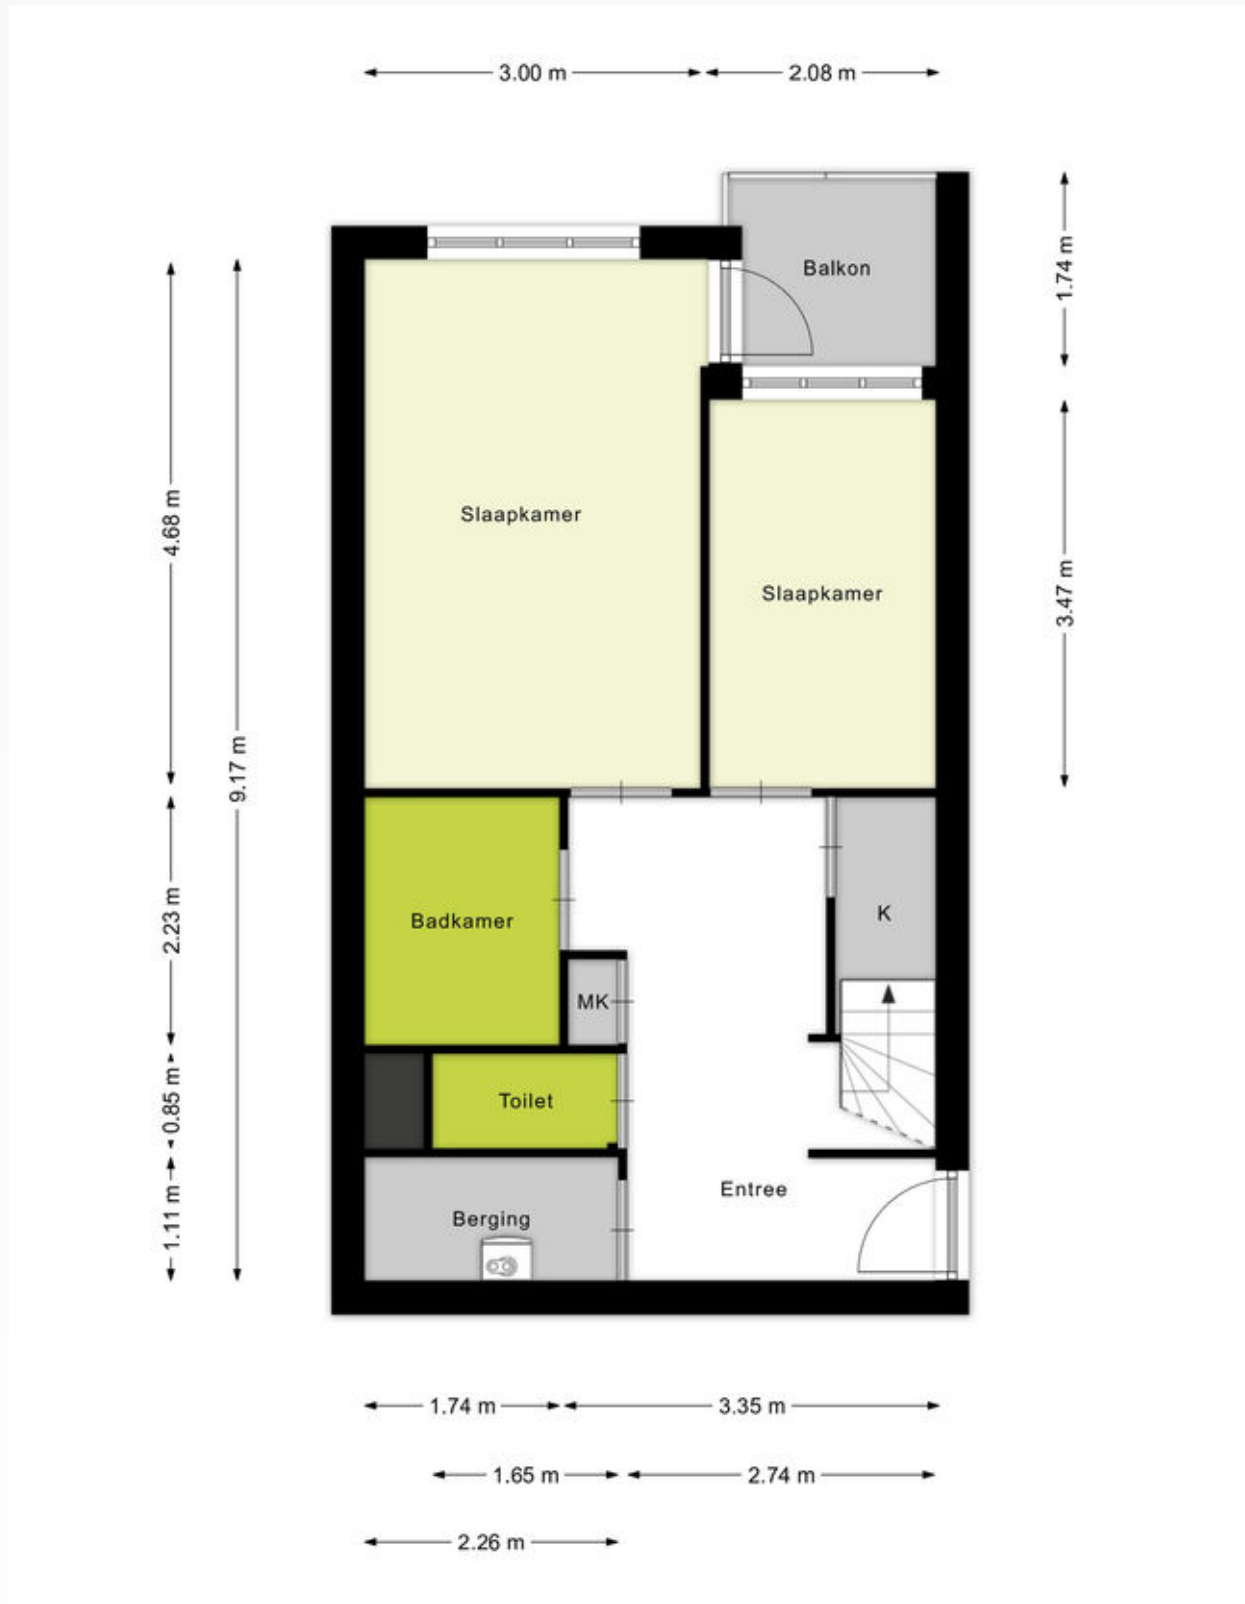 3.00 m
2.08 m
Balkon
1.74 m
4.68 m
Slaapkamer
Slaapkamer
3.47 m
9.17 m
2.23 m
Badkamer
K
MK
0.85 m
Toilet
1.11 m
Entree
Berging
1.74 m
3.35 m
1.65 m
2.74 m
2.26 m